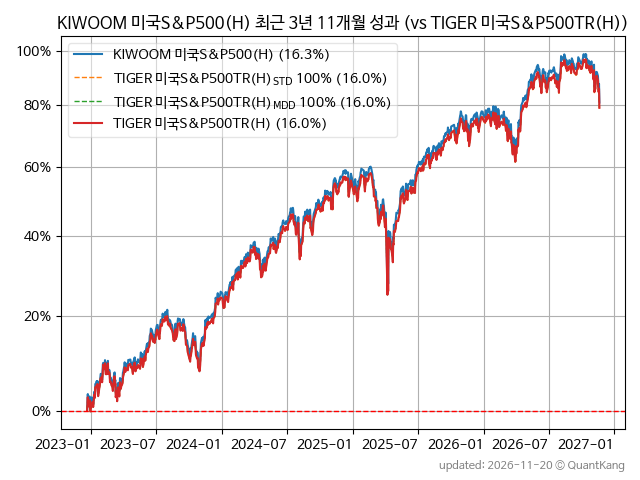 KIWOOM 미국S&P500(H) 최근 3년 11개월 성과 (vs TIGER 미국S&P500TR(H))
100%
80%
60%
40%
20%
0%
KIWOOM 미국S&P500(H) (16.3%)
TIGER 미국S&P500TR(H) STD 100% (16.0%)
TIGER 미국S&P500TR(H) MDD 100% (16.0%)
TIGER 미국S&P500TR(H) (16.0%)
2023-01 2023-07 2024-01 2024-07 2025-01 2025-07 2026-01 2026-07 2027-01
updated: 2026-11-20 © QuantKang